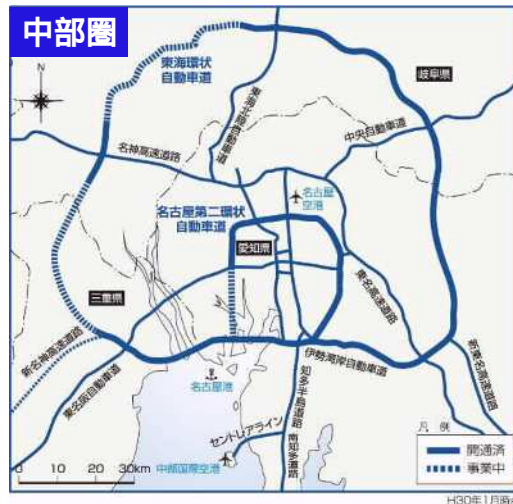 中部圏
N
東海環状
自動車道
岐阜県
東海北陸自動車道
中央自動車道
名神高速道路
名古屋
空港
名古屋第二環状
自動車道
愛知県
三重県
東名高速道路
新名神高速道路
伊勢湾岸自動車道
新東名高速道路
東名阪自動車道
名古屋港
知多半島道路
凡 例
セントレアライン
開通済
南知多道路
事業中
0 10 20 30km
中部国際空港
H30年1月時点